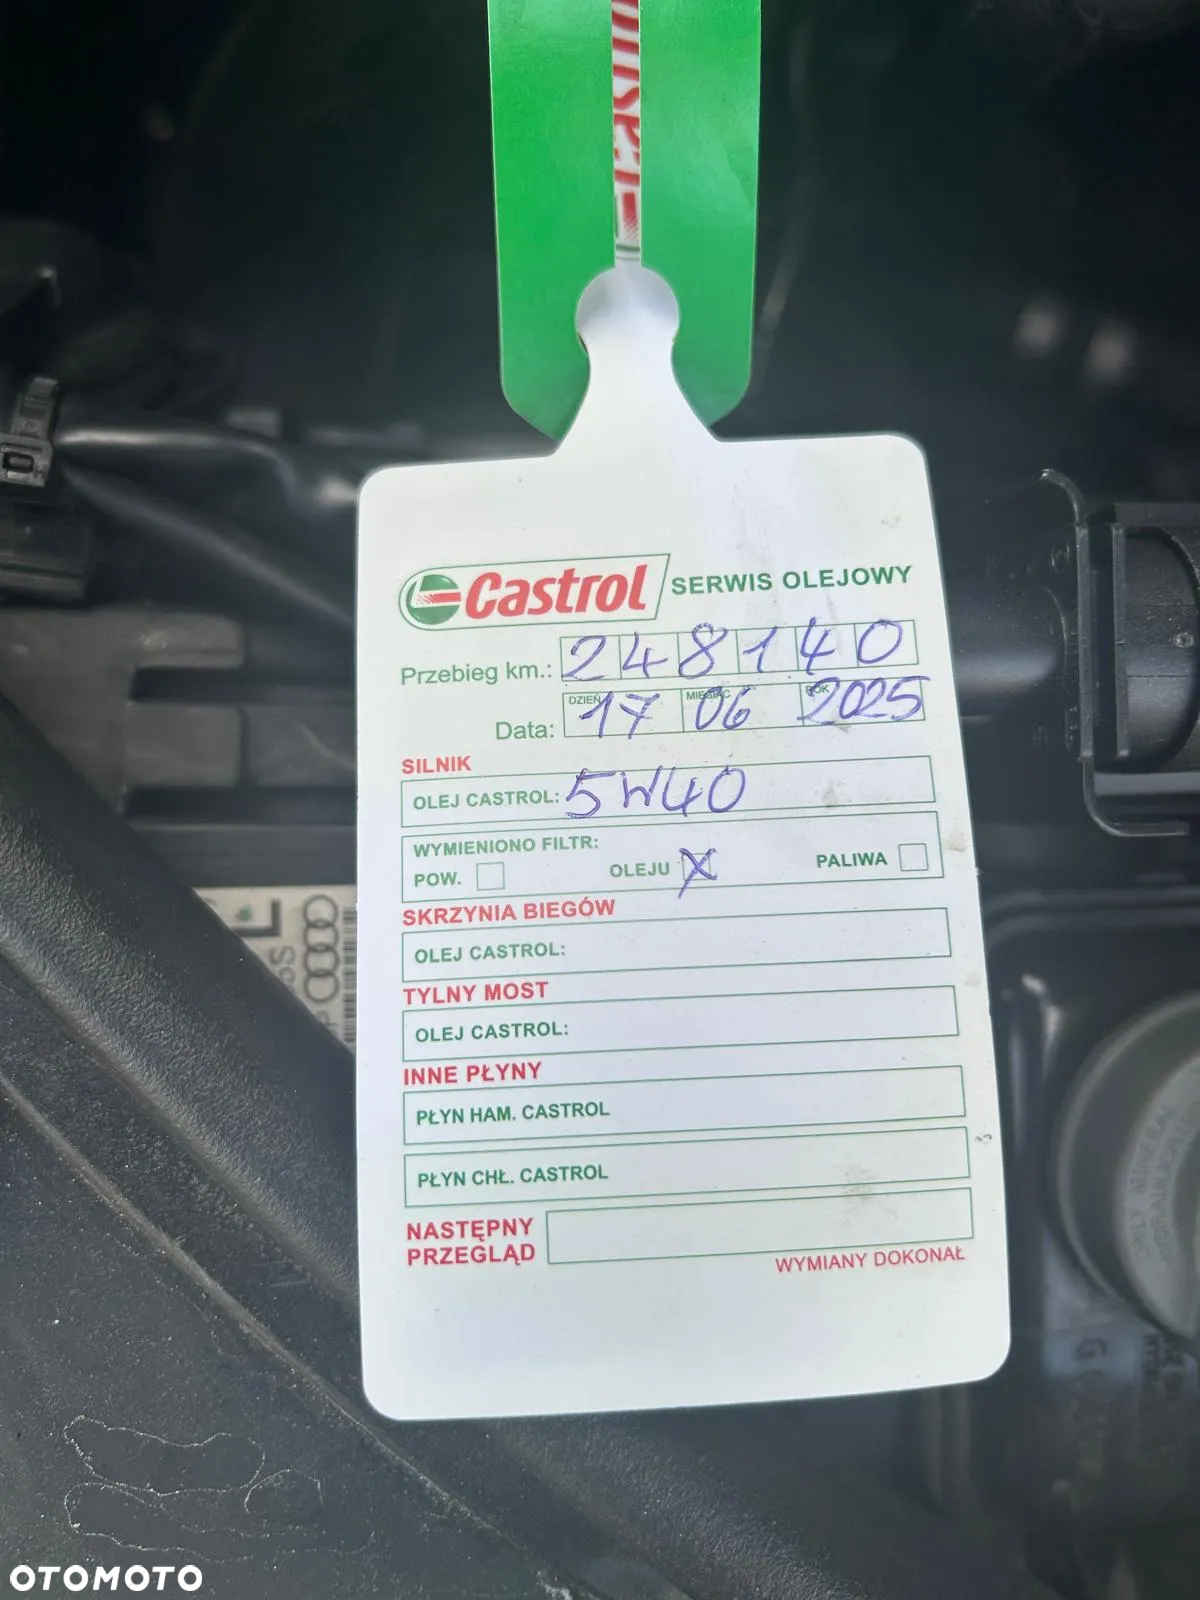 Castrol SERWIS OLEJOWY
Przebieg km.: 248140
DZIEŃ MIESIĄC ROK
Data: 17 06 2025
SILNIK
OLEJ CASTROL: 5W40
WYMIENIONO FILTR:
POW. OLEJU X PALIWA
SKRZYNIA BIEGÓW
OLEJ CASTROL:
TYLNY MOST
OLEJ CASTROL:
INNE PŁYNY
PŁYN HAM. CASTROL
PŁYN CHŁ. CASTROL
NASTĘPNY
PRZEGLĄD
WYMIANY DOKONAŁ
OTOMOTO